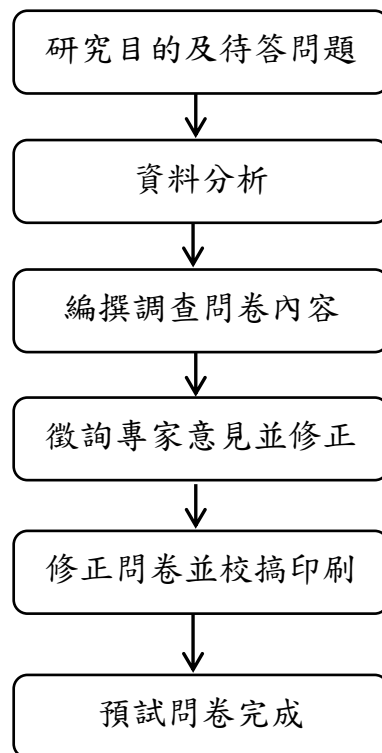 研究目的及待答問題
資料分析
編撰調查問卷內容
徵詢專家意見並修正
修正問卷並校搞印刷
預試問卷完成